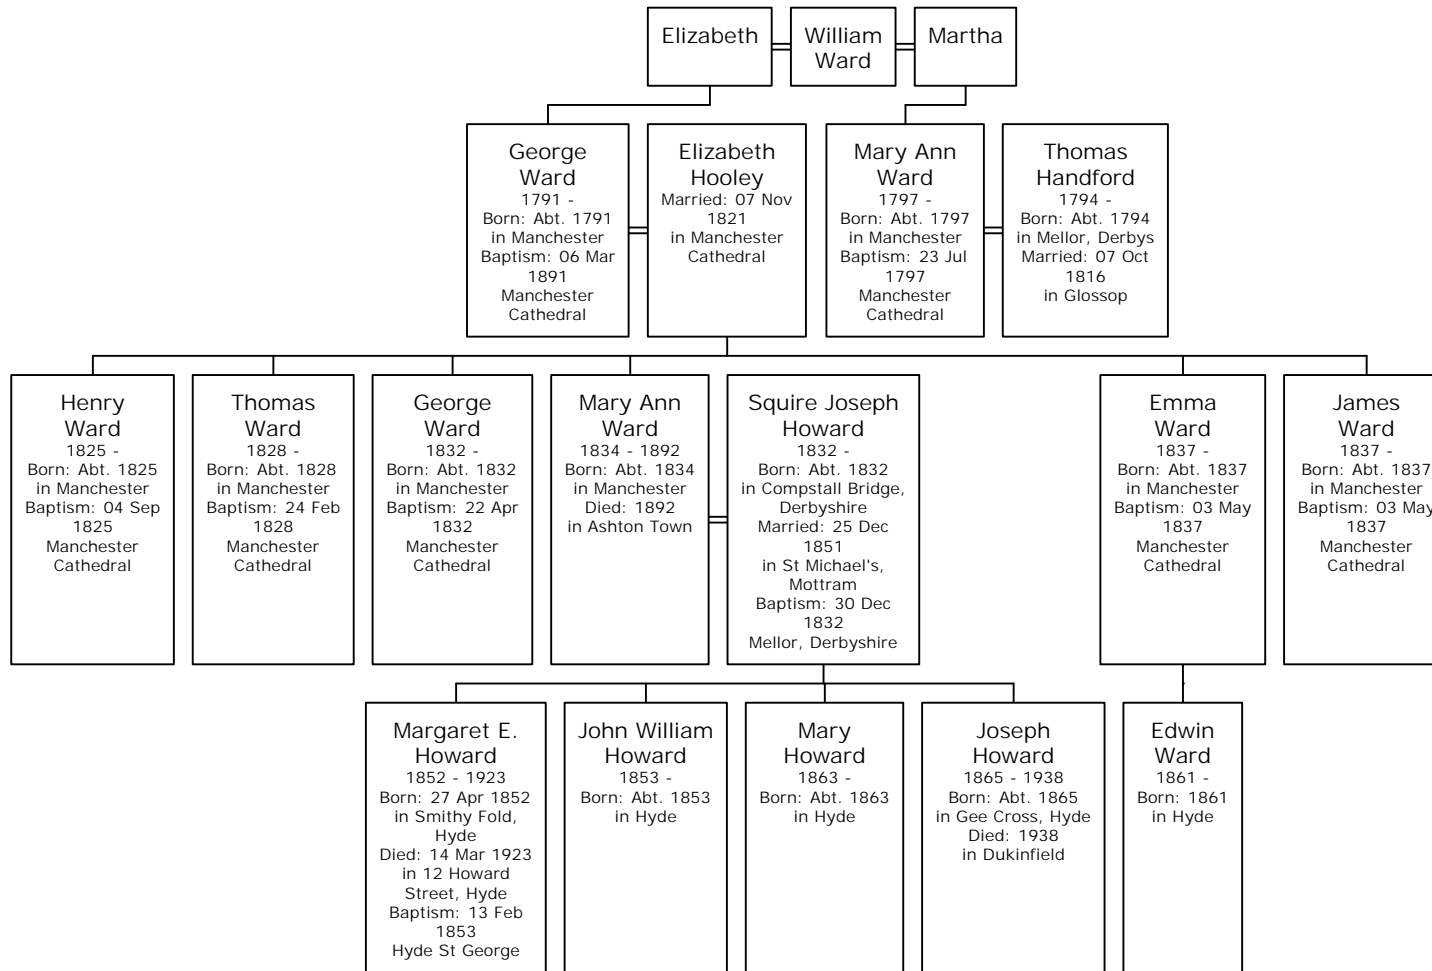 Elizabeth
William
Ward
Martha
George
Ward
1791 -
Born: Abt. 1791
in Manchester
Baptism: 06 Mar
1891
Manchester
Cathedral
Elizabeth
Hooley
Married: 07 Nov
1821
in Manchester
Cathedral
Mary Ann
Ward
1797 -
Born: Abt. 1797
in Manchester
Baptism: 23 Jul
1797
Manchester
Cathedral
Thomas
Handford
1794 -
Born: Abt. 1794
in Mellor, Derbys
Married: 07 Oct
1816
in Glossop
Henry
Ward
1825 -
Born: Abt. 1825
in Manchester
Baptism: 04 Sep
1825
Manchester
Cathedral
Thomas
Ward
1828 -
Born: Abt. 1828
in Manchester
Baptism: 24 Feb
1828
Manchester
Cathedral
George
Ward
1832 -
Born: Abt. 1832
in Manchester
Baptism: 22 Apr
1832
Manchester
Cathedral
Mary Ann
Ward
1834 - 1892
Born: Abt. 1834
in Manchester
Died: 1892
in Ashton Town
Squire Joseph
Howard
1832 -
Born: Abt. 1832
in Compstall Bridge,
Derbyshire
Married: 25 Dec
1851
in St Michael's,
Mottram
Baptism: 30 Dec
1832
Mellor, Derbyshire
Emma
Ward
1837 -
Born: Abt. 1837
in Manchester
Baptism: 03 May
1837
Manchester
Cathedral
James
Ward
1837 -
Born: Abt. 1837
in Manchester
Baptism: 03 May
1837
Manchester
Cathedral
Margaret E.
Howard
1852 - 1923
Born: 27 Apr 1852
in Smithy Fold,
Hyde
Died: 14 Mar 1923
in 12 Howard
Street, Hyde
Baptism: 13 Feb
1853
Hyde St George
John William
Howard
1853 -
Born: Abt. 1853
in Hyde
Mary
Howard
1863 -
Born: Abt. 1863
in Hyde
Joseph
Howard
1865 - 1938
Born: Abt. 1865
in Gee Cross, Hyde
Died: 1938
in Dukinfield
Edwin
Ward
1861 -
Born: 1861
in Hyde